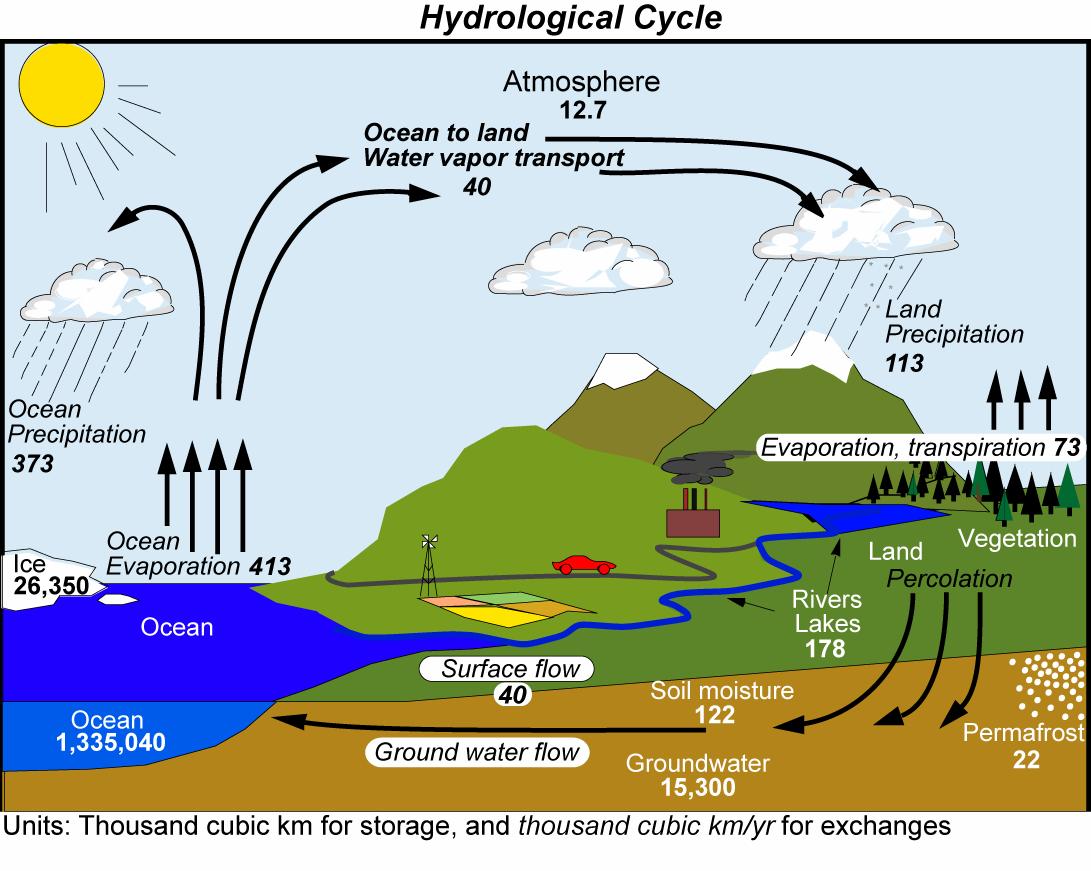 Hydrological Cycle
Atmosphere
12.7
Ocean to land
Water vapor transport
40
Land
Precipitation
113
Ocean
Precipitation
373
Evaporation, transpiration 73
Ocean
Evaporation 413
Ice
26,350
Vegetation
Land
Percolation
Ocean
Rivers
Lakes
178
Surface flow
40
Soil moisture
122
Ocean
1,335,040
Permafrost
22
Ground water flow
Groundwater
15,300
Units: Thousand cubic km for storage, and thousand cubic km/yr for exchanges